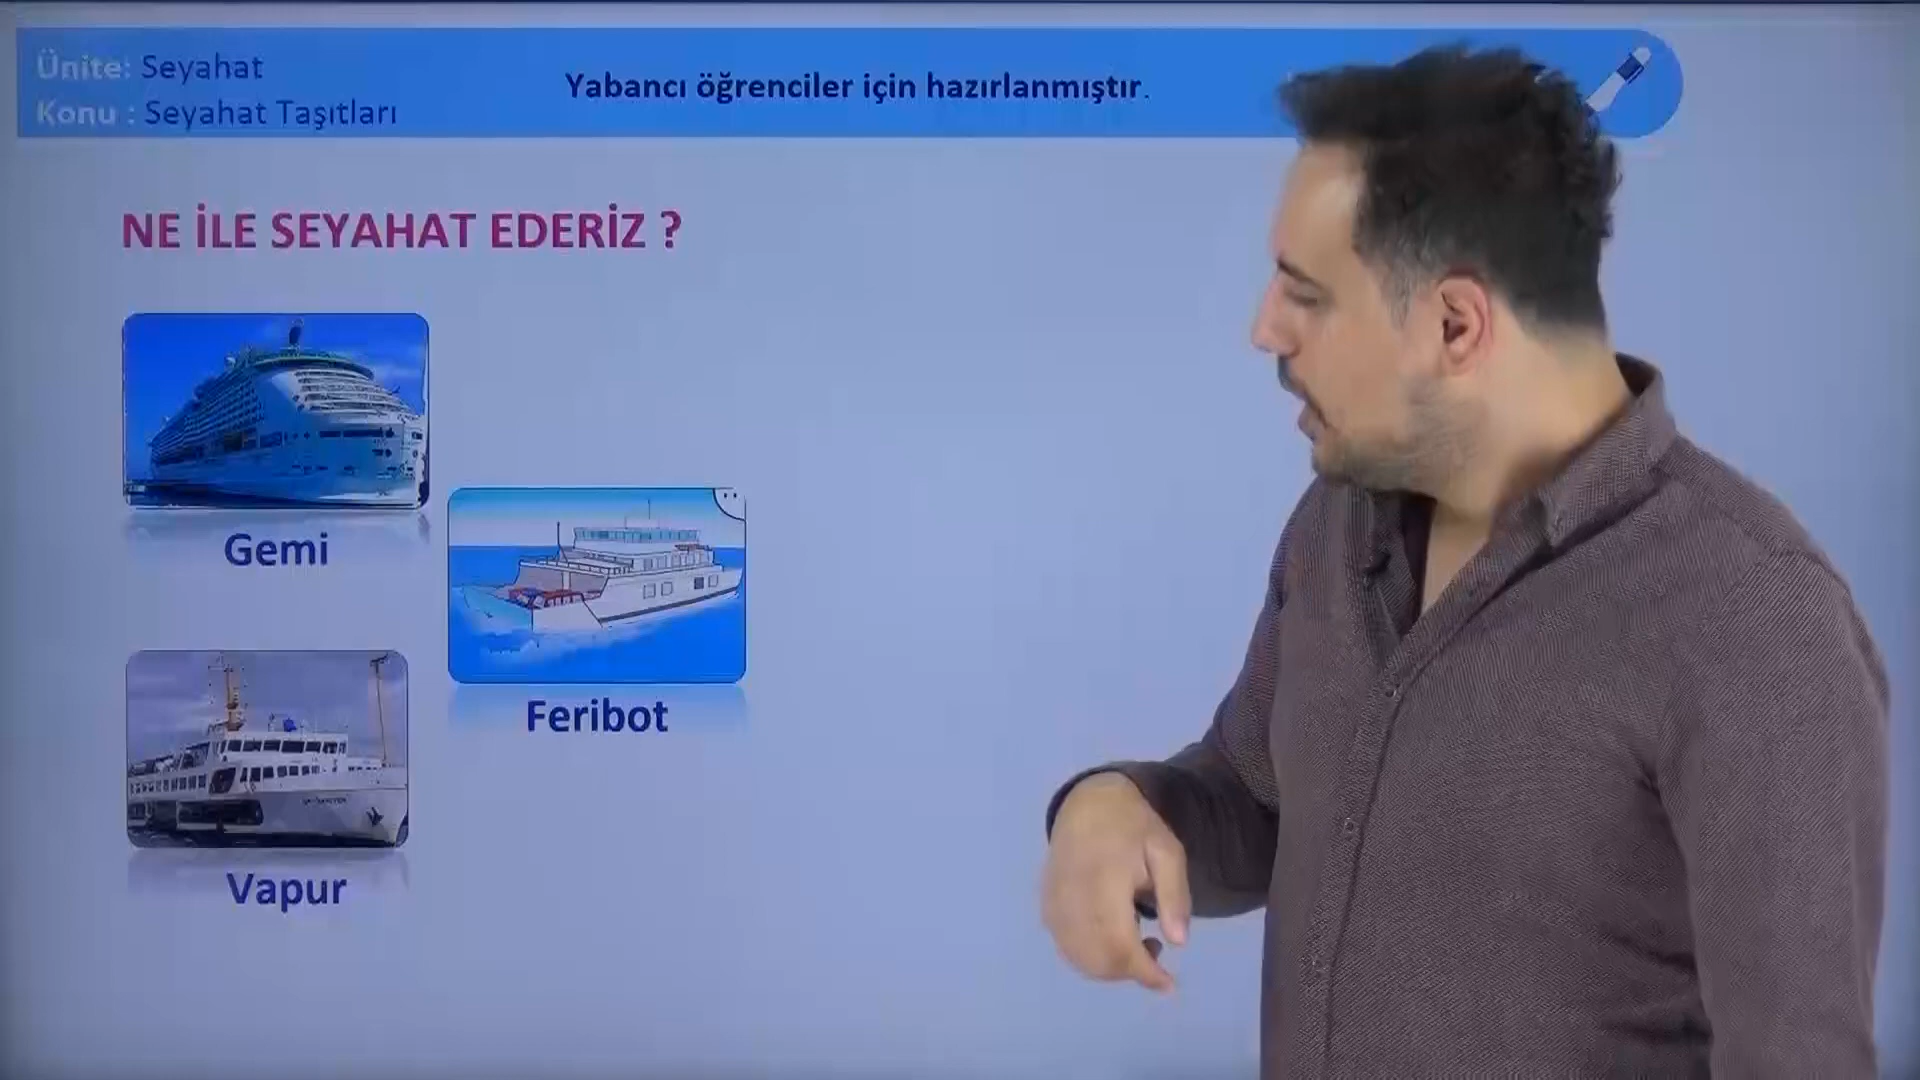 Ünite: Seyahat
Konu : Seyahat Taşıtları
Yabancı öğrenciler için hazırlanmıştır.
NE İLE SEYAHAT EDERİZ ?
Gemi
Feribot
Vapur